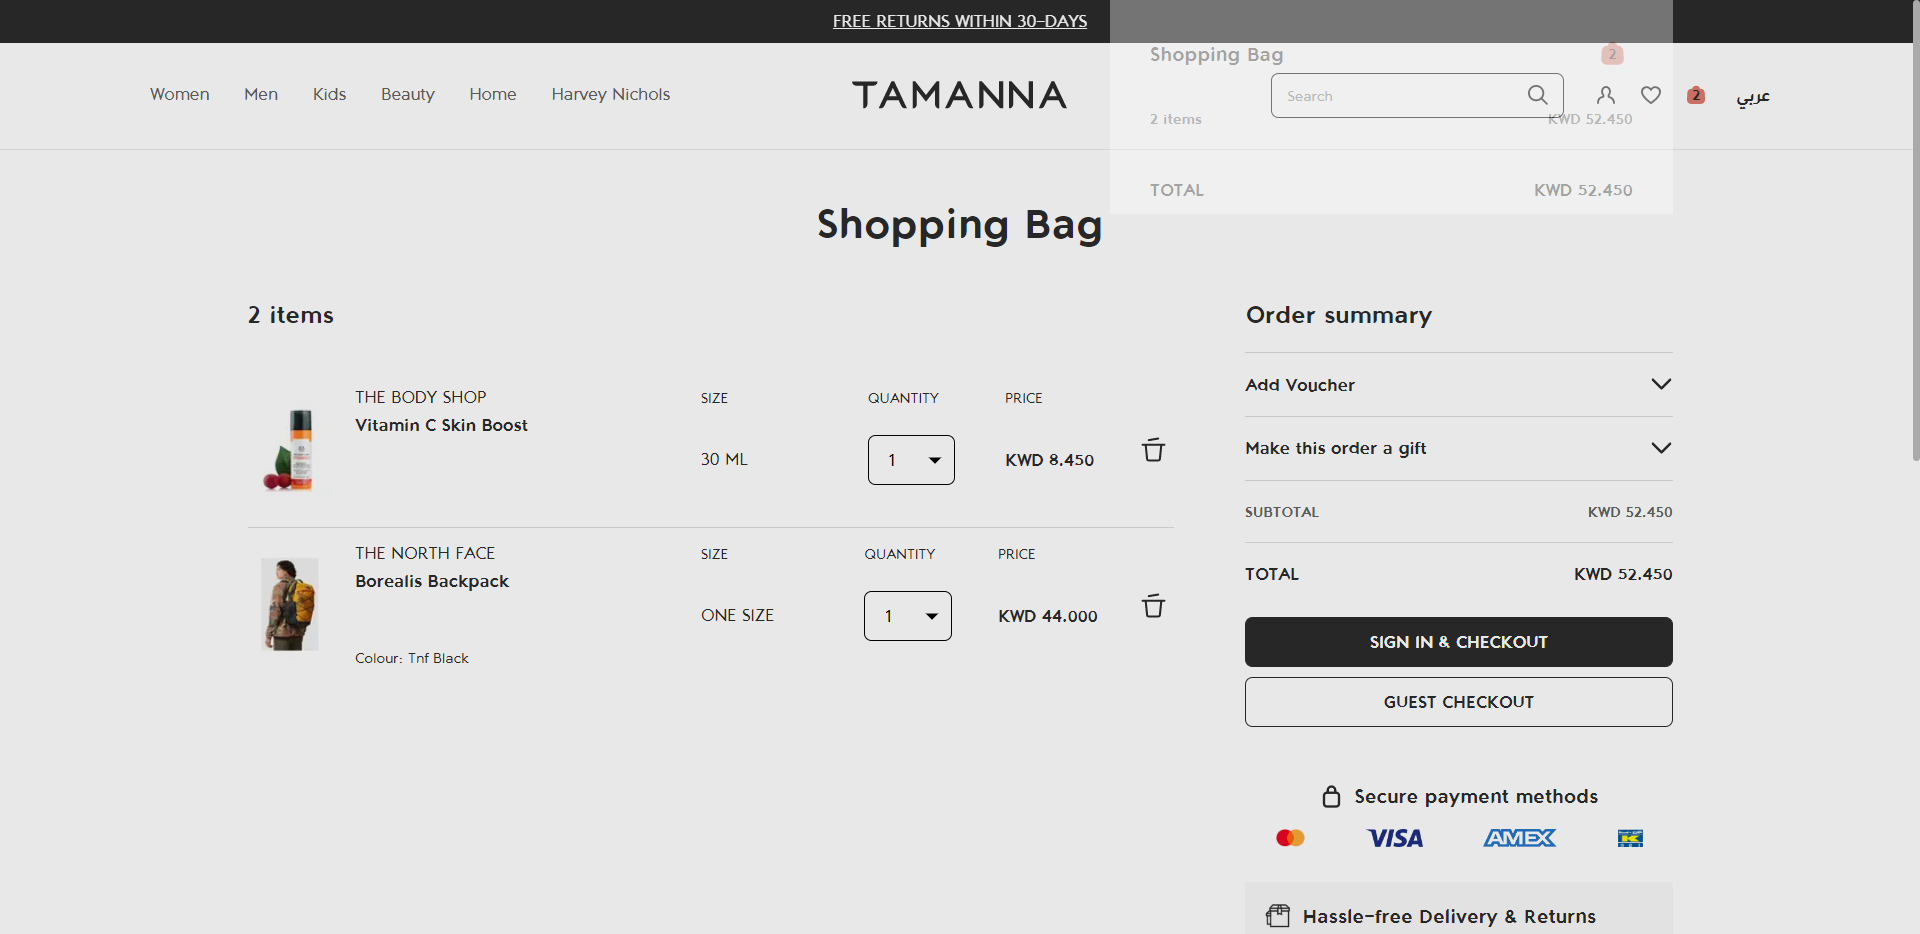 FREE RETURNS WITHIN 30-DAYS
Women Men Kids Beauty Home Harvey Nichols
TAMANNA
Search
2
عربي
Shopping Bag
2
2 items
KWD 52.450
TOTAL
KWD 52.450
Shopping Bag
2 items
THE BODY SHOP
Vitamin C Skin Boost
SIZE
30 ML
QUANTITY
1
PRICE
KWD 8.450
THE NORTH FACE
Borealis Backpack
Colour: Tnf Black
SIZE
ONE SIZE
QUANTITY
1
PRICE
KWD 44.000
Order summary
Add Voucher
Make this order a gift
SUBTOTAL
KWD 52.450
TOTAL
KWD 52.450
SIGN IN & CHECKOUT
GUEST CHECKOUT
Secure payment methods
VISA
AMEX
Hassle-free Delivery & Returns